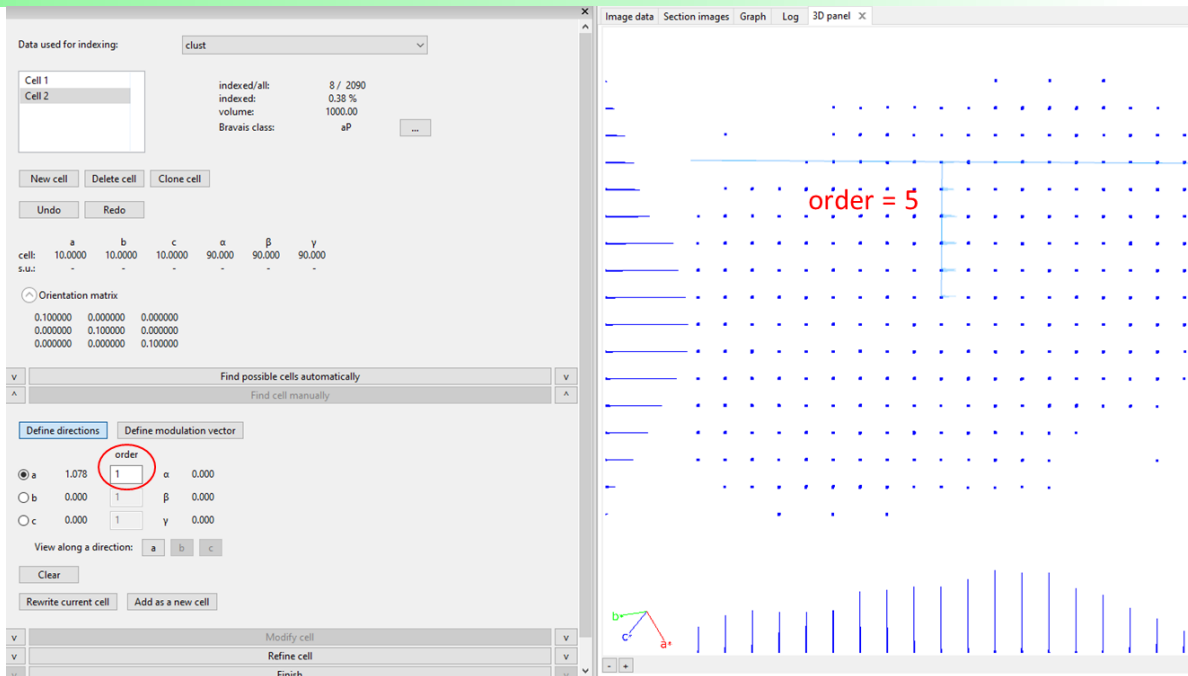 Image data Section images Graph Log 3D panel X
Data used for indexing: clust
Cell 1
Cell 2
indexed/all: 8 / 2090
indexed: 0.38 %
volume: 1000.00
Bravais class: aP ...
New cell Delete cell Clone cell
Undo Redo
a b c α β γ
cell: 10.0000 10.0000 10.0000 90.000 90.000 90.000
s.u.: - - - - - -
Orientation matrix
0.100000 0.000000 0.000000
0.000000 0.100000 0.000000
0.000000 0.000000 0.100000
v Find possible cells automatically v
^ Find cell manually ^
Define directions Define modulation vector
order
a 1.078 1 α 0.000
b 0.000 1 β 0.000
c 0.000 1 γ 0.000
View along a direction: a b c
Clear
Rewrite current cell Add as a new cell
v Modify cell v
v Refine cell v
v Finish v
order = 5
b*
c*
a*
- +